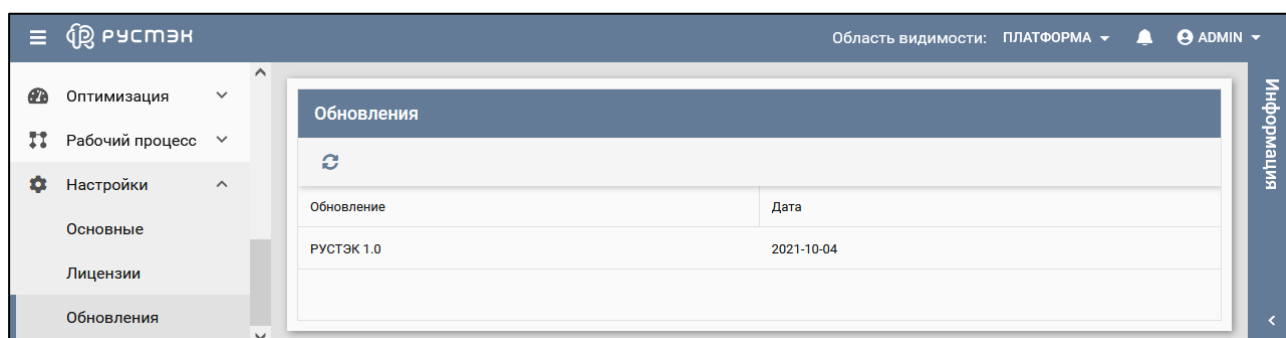 РУСТЭК
Область видимости: ПЛАТФОРМА
ADMIN
Оптимизация
Рабочий процесс
Настройки
Основные
Лицензии
Обновления
Обновления
Обновление
Дата
РУСТЭК 1.0
2021-10-04
Информация